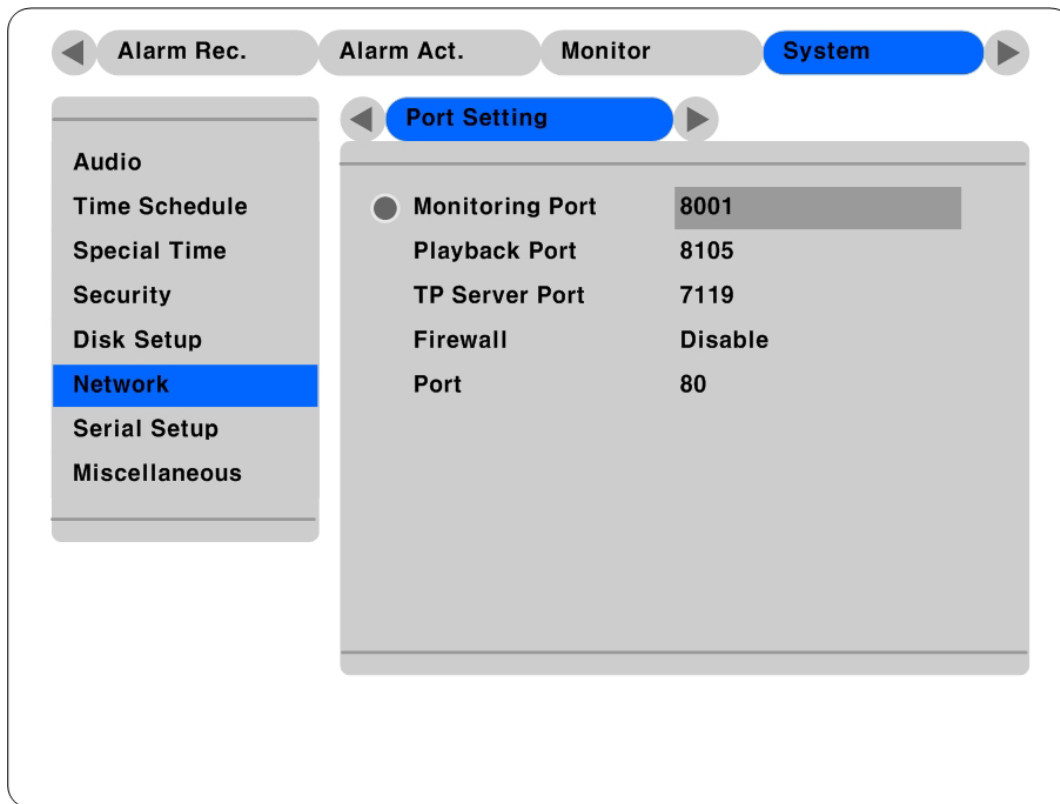 Alarm Rec. Alarm Act. Monitor System
Port Setting
Audio
Time Schedule
Special Time
Security
Disk Setup
Network
Serial Setup
Miscellaneous
Monitoring Port 8001
Playback Port 8105
TP Server Port 7119
Firewall Disable
Port 80